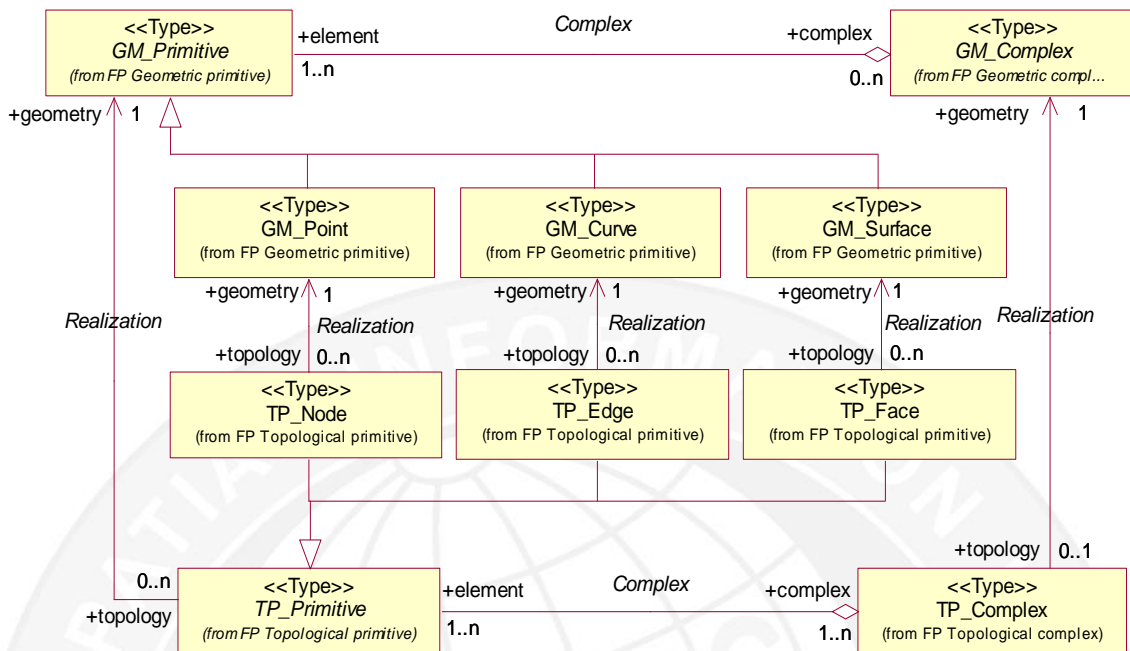 <<Type>>
GM_Primitive
(from FP Geometric primitive)
+element
1..n
Complex
+complex
0..n
<<Type>>
GM_Complex
(from FP Geometric compl...
+geometry
1
+geometry
1
<<Type>>
GM_Point
(from FP Geometric primitive)
<<Type>>
GM_Curve
(from FP Geometric primitive)
<<Type>>
GM_Surface
(from FP Geometric primitive)
+geometry
1
+geometry
1
+geometry
1
Realization
Realization
Realization
Realization
Realization
+topology
0..n
+topology
0..n
+topology
0..n
<<Type>>
TP_Node
(from FP Topological primitive)
<<Type>>
TP_Edge
(from FP Topological primitive)
<<Type>>
TP_Face
(from FP Topological primitive)
0..n
+topology
<<Type>>
TP_Primitive
(from FP Topological primitive)
+element
1..n
Complex
+complex
1..n
+topology
0..1
<<Type>>
TP_Complex
(from FP Topological complex)